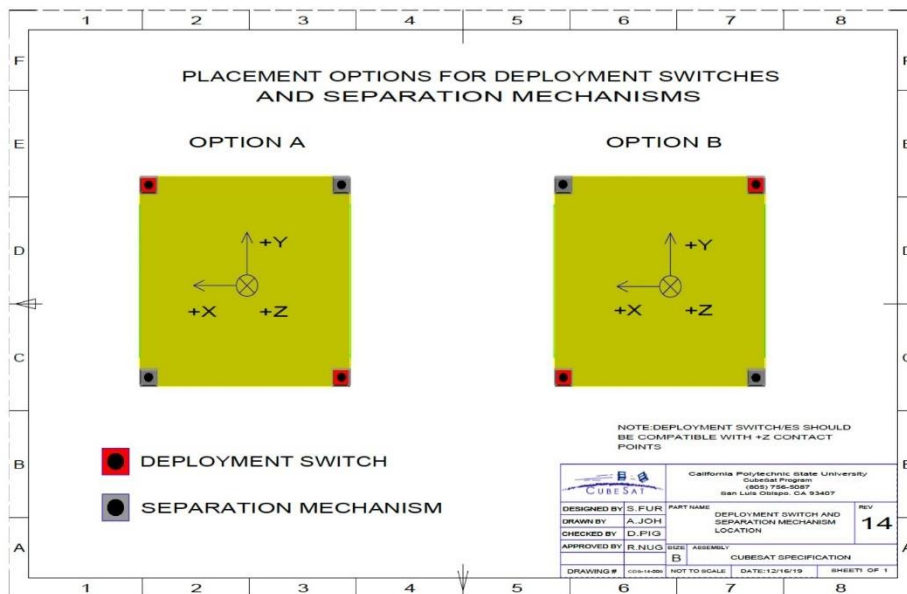 1 2 3 4 5 6 7 8
F F
PLACEMENT OPTIONS FOR DEPLOYMENT SWITCHES
AND SEPARATION MECHANISMS
E E
OPTION A OPTION B
D D
+Y +Y
+X +Z +X +Z
C C
NOTE:DEPLOYMENT SWITCH/ES SHOULD
BE COMPATIBLE WITH +Z CONTACT
POINTS
B B
DEPLOYMENT SWITCH
SEPARATION MECHANISM
CUBESAT
California Polytechnic State University
CubeSat Program
(805) 756-5087
San Luis Obispo, CA 93407
DESIGNED BY S.FUR
DRAWN BY A.JOH
CHECKED BY D.PIG
APPROVED BY R.NUG
PART NAME
DEPLOYMENT SWITCH AND
SEPARATION MECHANISM
LOCATION
REV
14
SIZE ASSEMBLY
B CUBESAT SPECIFICATION
DRAWING # NOT TO SCALE DATE:12/16/19 SHEET1 OF 1
A A
1 2 3 4 5 6 7 8